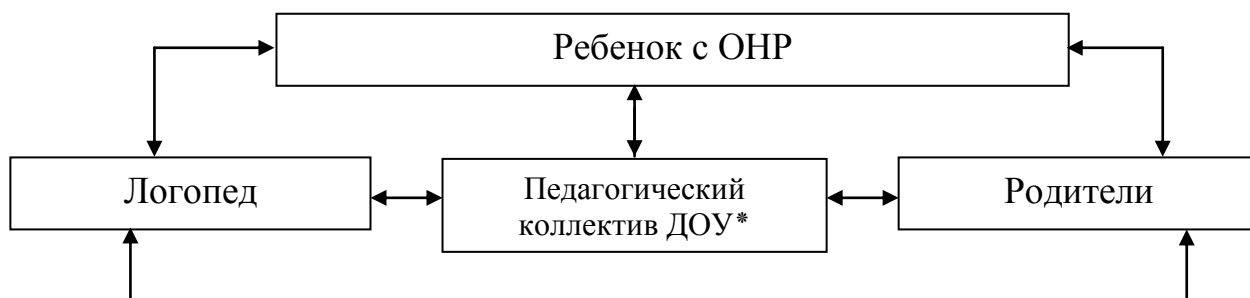 Ребенок с ОНР
Логопед
Педагогический
коллектив ДОУ*
Родители